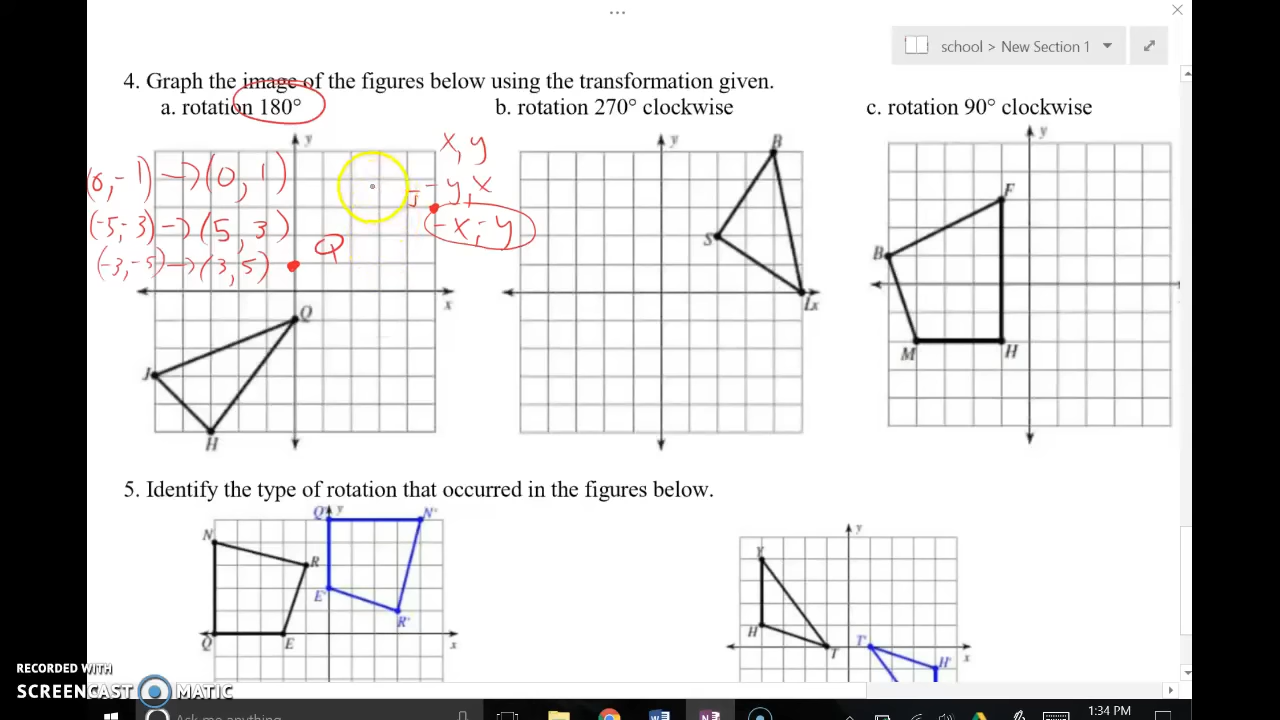 school > New Section 1
4. Graph the image of the figures below using the transformation given.
a. rotation 180°
b. rotation 270° clockwise
c. rotation 90° clockwise
y
x, y
(0, -1) → (0, 1)
-y, x
J
(-5, -3) → (5, 3)
-x, -y
(-3, -5) → (3, 5)
Q
x
Q
J
H
y
B
S
L
x
y
F
B
M
H
5. Identify the type of rotation that occurred in the figures below.
Q'
y
N'
N
R
E'
R'
Q
E
x
y
Y
H
T
T'
H'
x
RECORDED WITH
SCREENCAST MATIC
Ask me anything
1:34 PM